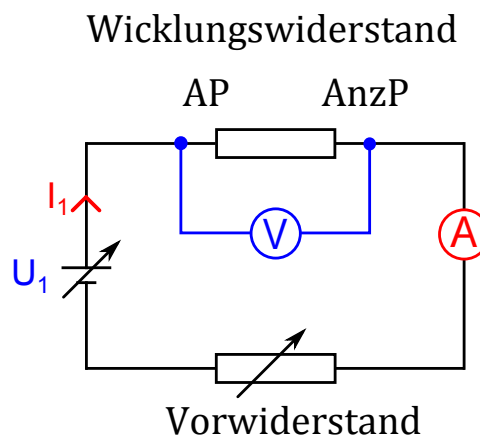 Wicklungswiderstand
AP AnzP
I₁
V
A
U₁
Vorwiderstand